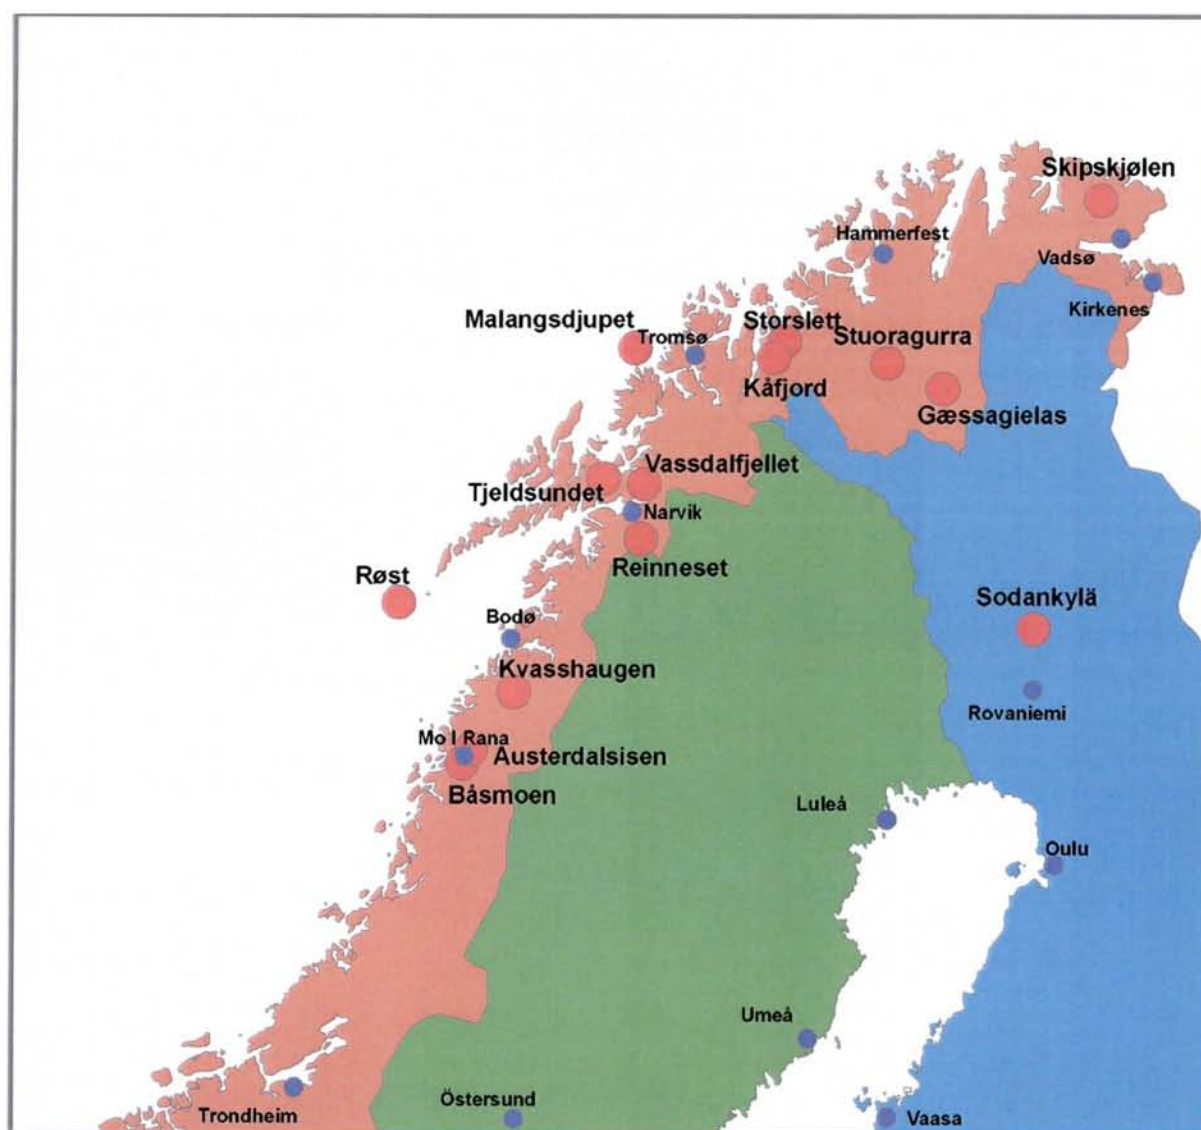 Skipskjølen
Hammerfest
Vadsø
Kirkenes
Malangsdjupet
Tromsø
Storslett
Stuoragurra
Kåfjord
Gæssagielas
Vassdalfjellet
Tjeldsundet
Narvik
Reinneset
Røst
Sodankylä
Bodø
Kvasshaugen
Rovaniemi
Mo I Rana
Austerdalsisen
Båsmoen
Luleå
Oulu
Umeå
Östersund
Trondheim
Vaasa